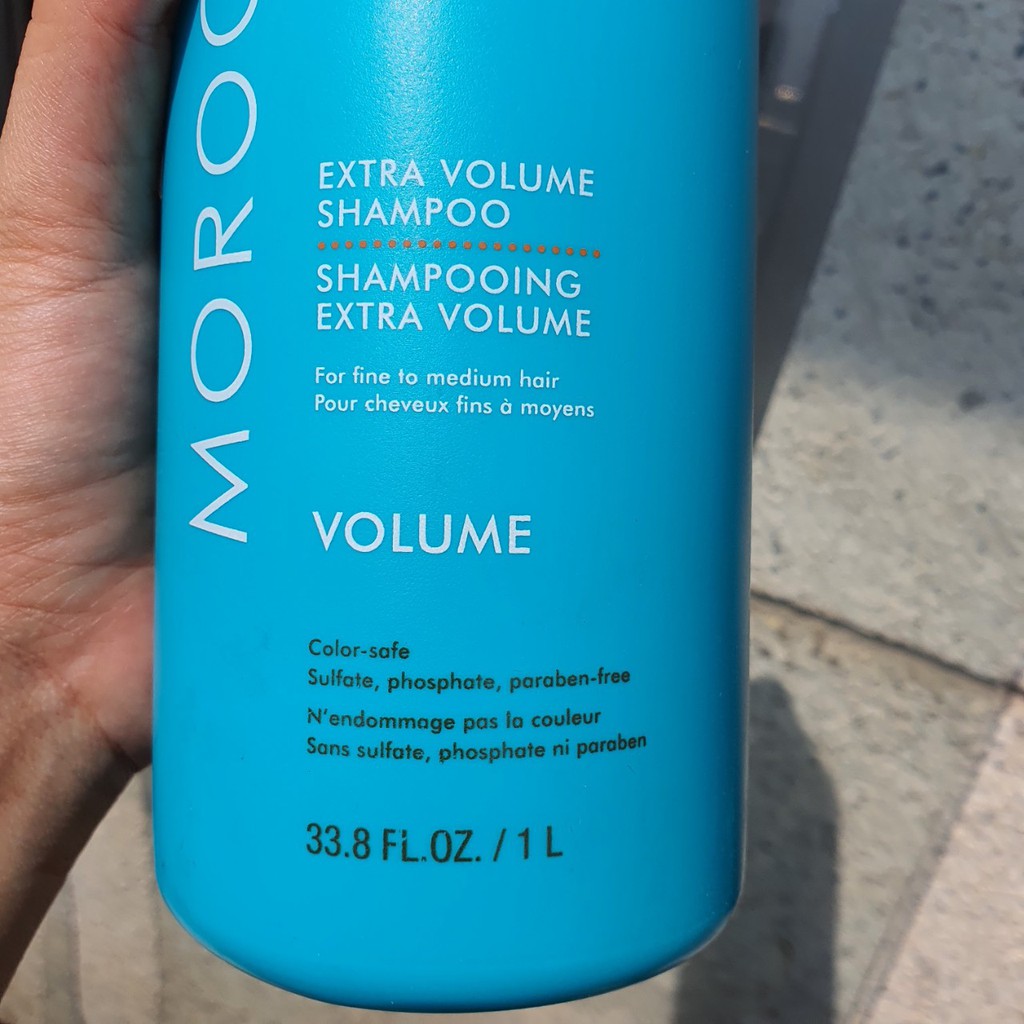 MOROC
EXTRA VOLUME
SHAMPOO
SHAMPOOING
EXTRA VOLUME
For fine to medium hair
Pour cheveux fins à moyens
VOLUME
Color-safe
Sulfate, phosphate, paraben-free
N'endommage pas la couleur
Sans sulfate, phosphate ni paraben
33.8 FL.OZ. / 1 L